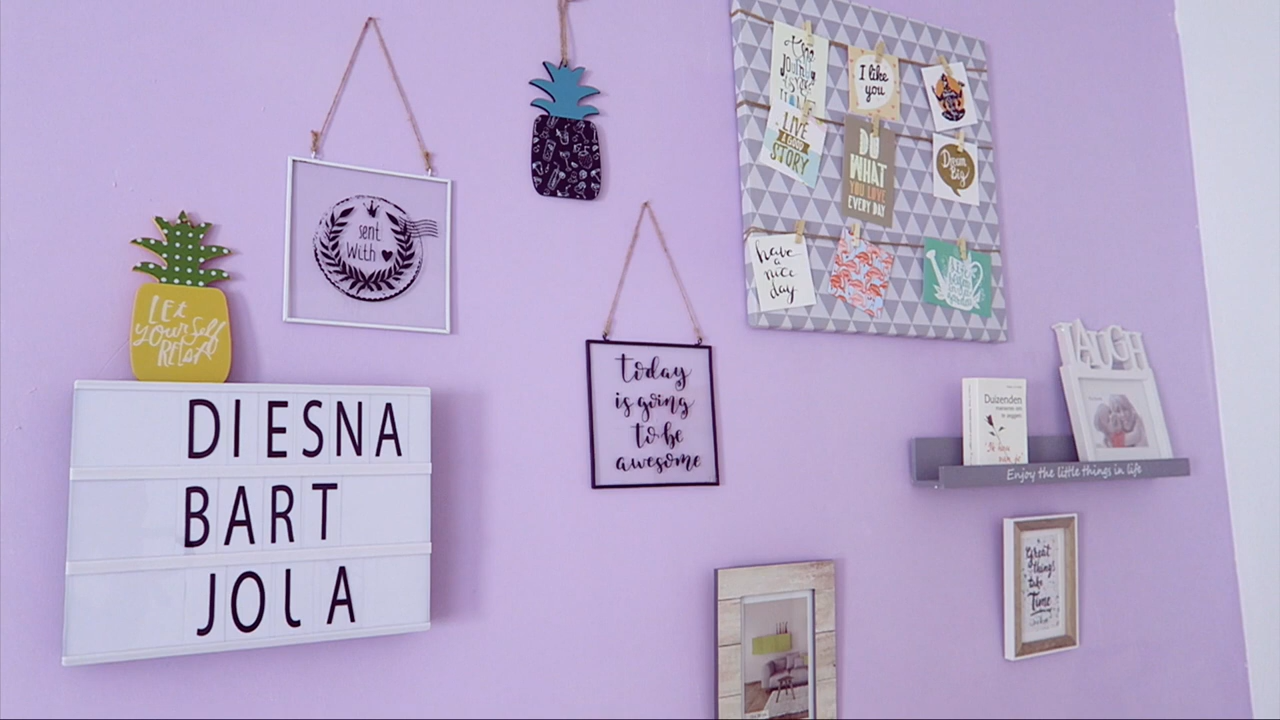 LET
YOURSELF
RELAX
DIESNA
BART
JOLA
sent
With ♥
today
is going
to be
awesome
I like
you
LIVE
A GOOD
STORY
DO
WHAT
YOU LOVE
EVERY DAY
Dream
Big
have
a
nice
day
LAUGH
Duizenden
Enjoy the little things in life
Great
things
take
Time